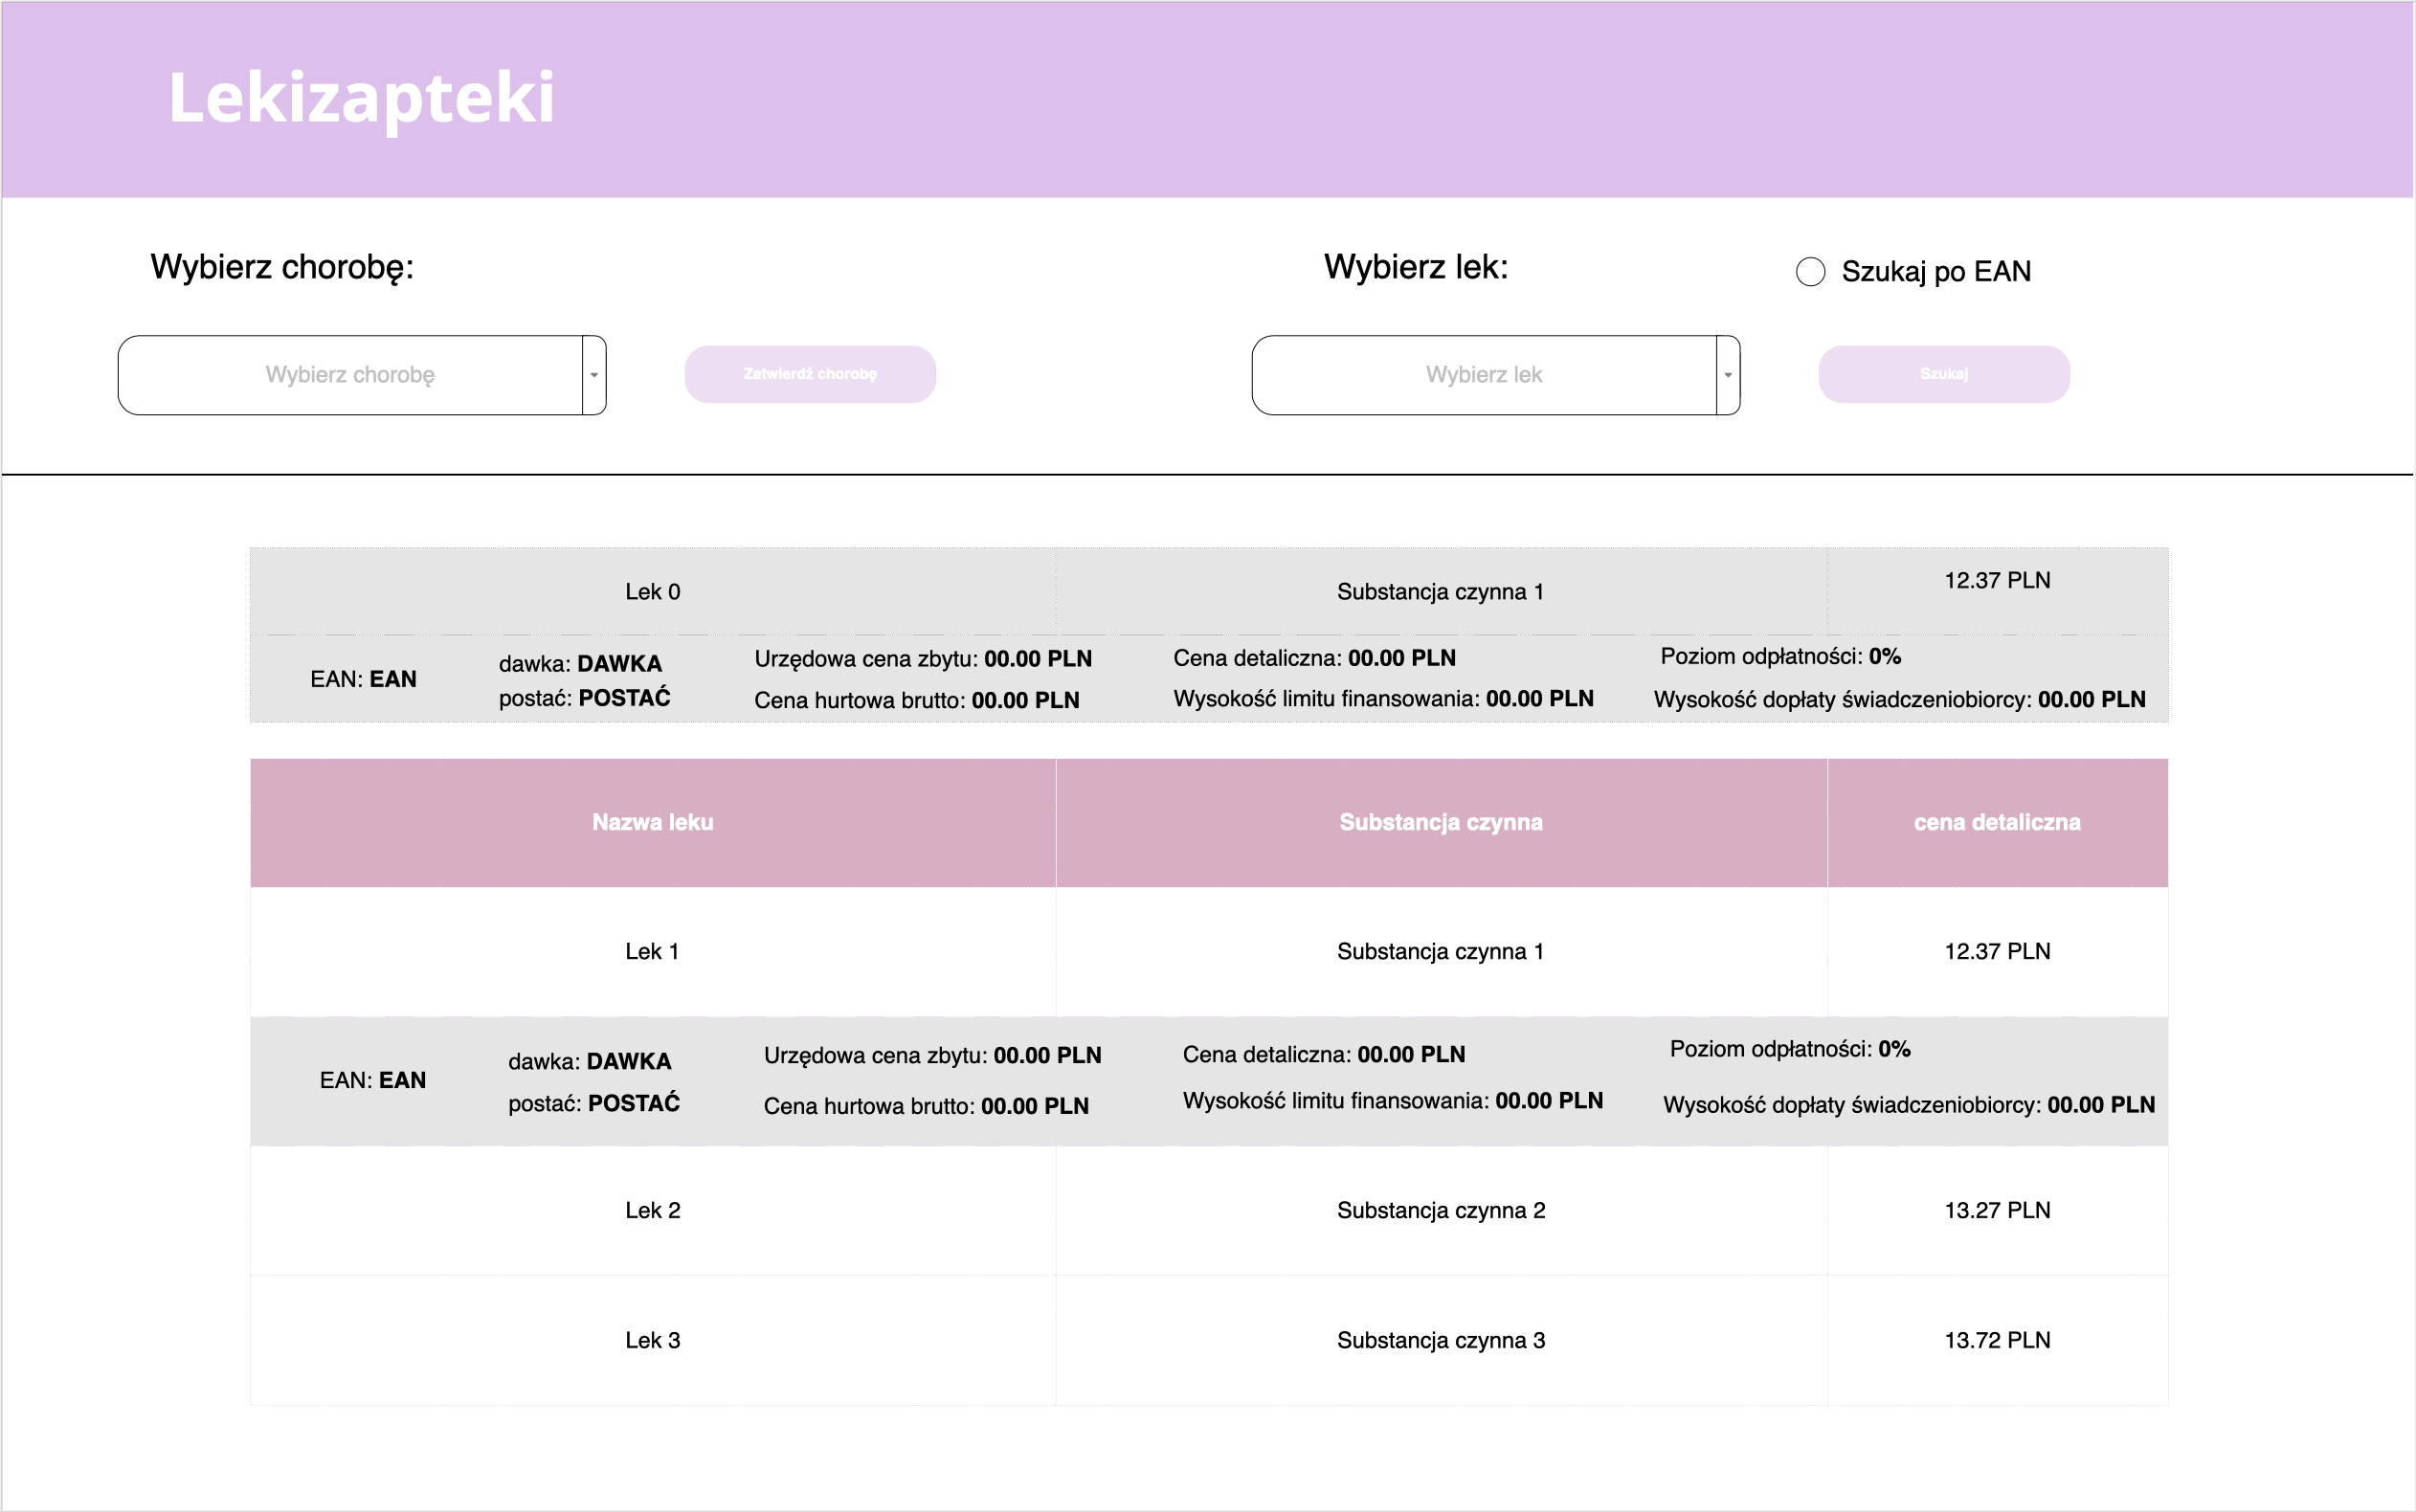 Lekizapteki
Wybierz chorobę:
Wybierz lek:
Szukaj po EAN
Wybierz chorobę
Zatwierdź chorobę
Wybierz lek
Szukaj
Lek 0
Substancja czynna 1
12.37 PLN
EAN: EAN
dawka: DAWKA
postać: POSTAĆ
Urzędowa cena zbytu: 00.00 PLN
Cena hurtowa brutto: 00.00 PLN
Cena detaliczna: 00.00 PLN
Wysokość limitu finansowania: 00.00 PLN
Poziom odpłatności: 0%
Wysokość dopłaty świadczeniobiorcy: 00.00 PLN
Nazwa leku
Substancja czynna
cena detaliczna
Lek 1
Substancja czynna 1
12.37 PLN
EAN: EAN
dawka: DAWKA
postać: POSTAĆ
Urzędowa cena zbytu: 00.00 PLN
Cena hurtowa brutto: 00.00 PLN
Cena detaliczna: 00.00 PLN
Wysokość limitu finansowania: 00.00 PLN
Poziom odpłatności: 0%
Wysokość dopłaty świadczeniobiorcy: 00.00 PLN
Lek 2
Substancja czynna 2
13.27 PLN
Lek 3
Substancja czynna 3
13.72 PLN